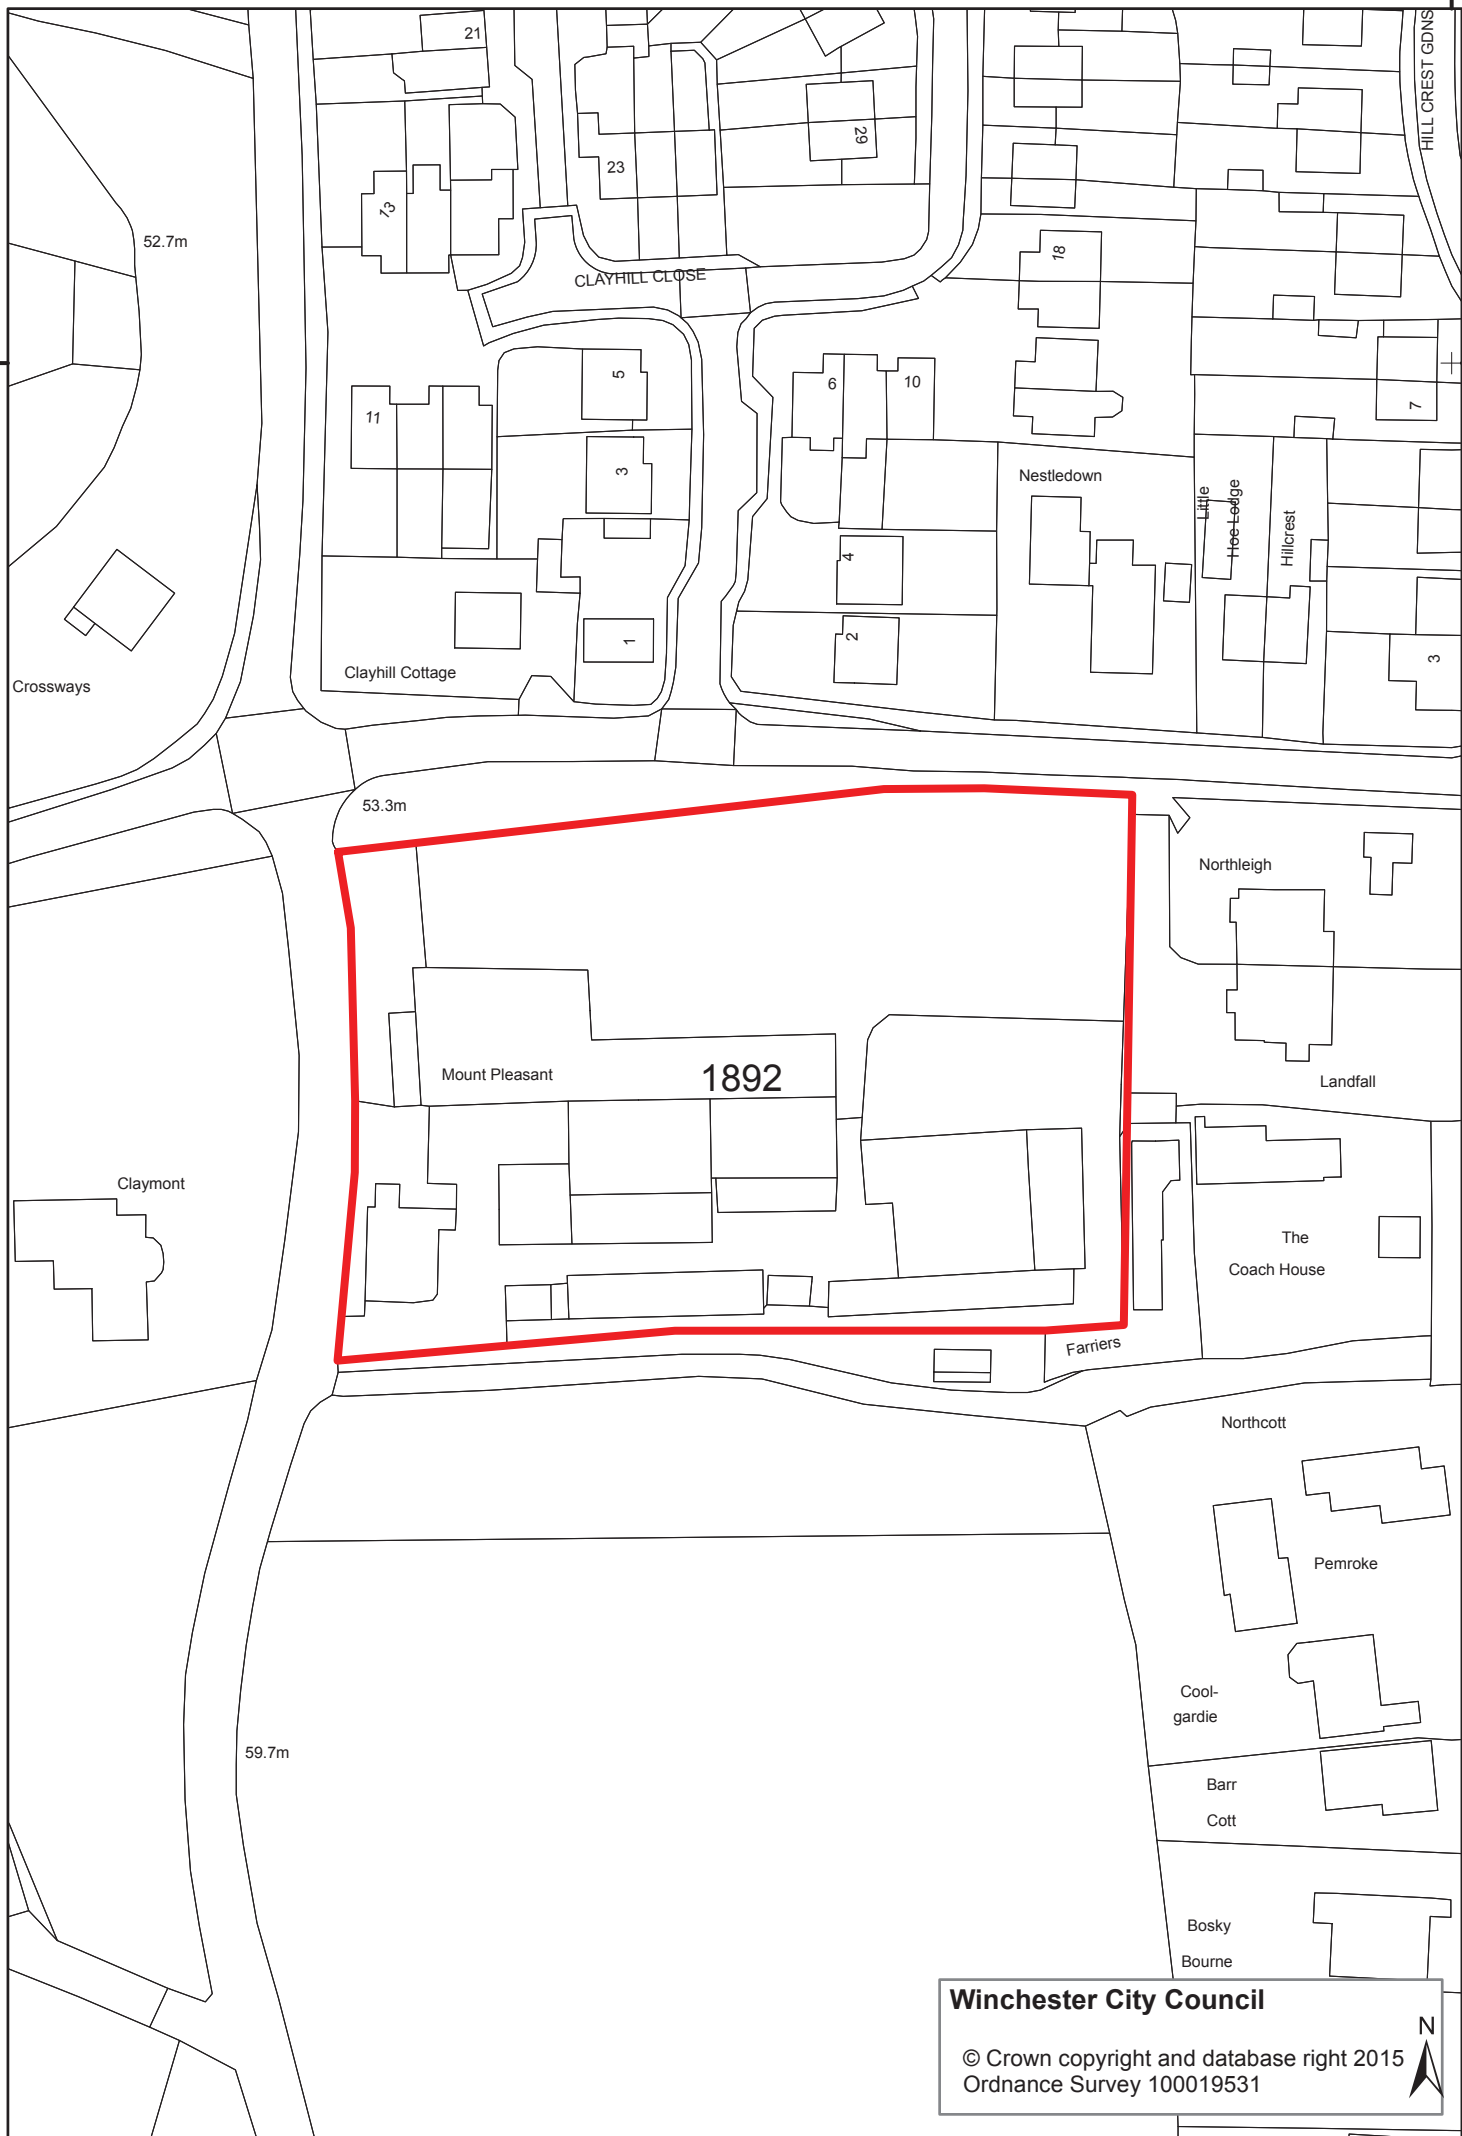 21
HILL CREST GDNS
29
23
13
52.7m
18
CLAYHILL CLOSE
5
6
10
11
7
3
Nestledown
Little
Hoe Lodge
Hillcrest
4
1
2
3
Clayhill Cottage
Crossways
53.3m
Northleigh
Mount Pleasant
1892
Landfall
Claymont
The
Coach House
Farriers
Northcott
Pemroke
Cool-
gardie
59.7m
Barr
Cott
Bosky
Bourne
Winchester City Council
N
© Crown copyright and database right 2015
Ordnance Survey 100019531